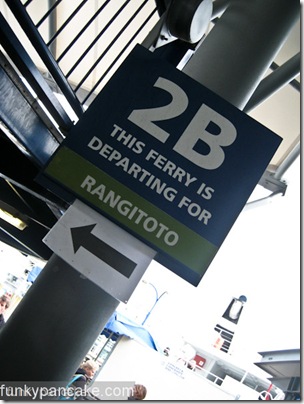 2B
THIS FERRY IS
DEPARTING FOR
RANGITOTO
funkypancake.com